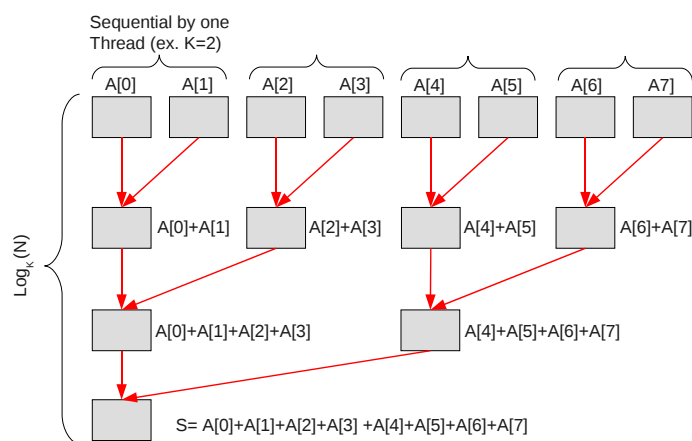 Sequential by one
Thread (ex. K=2)
A[0] A[1] A[2] A[3] A[4] A[5] A[6] A7]
A[0]+A[1] A[2]+A[3] A[4]+A[5] A[6]+A[7]
Log_K (N)
A[0]+A[1]+A[2]+A[3] A[4]+A[5]+A[6]+A[7]
S= A[0]+A[1]+A[2]+A[3] +A[4]+A[5]+A[6]+A[7]